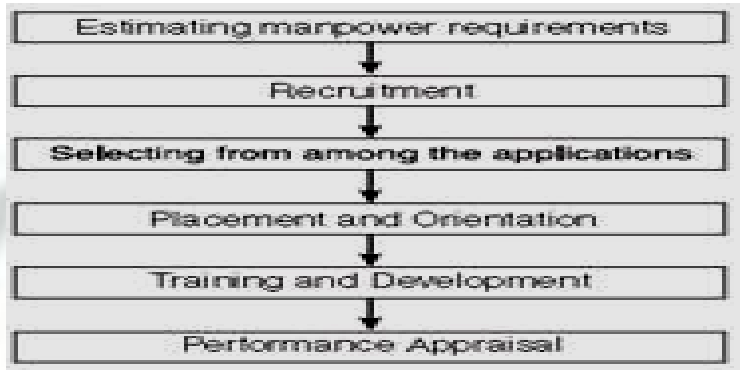 Estimating manpower requirements
Recruitment
Selecting from among the applications
Placement and Orientation
Training and Development
Performance Appraisal